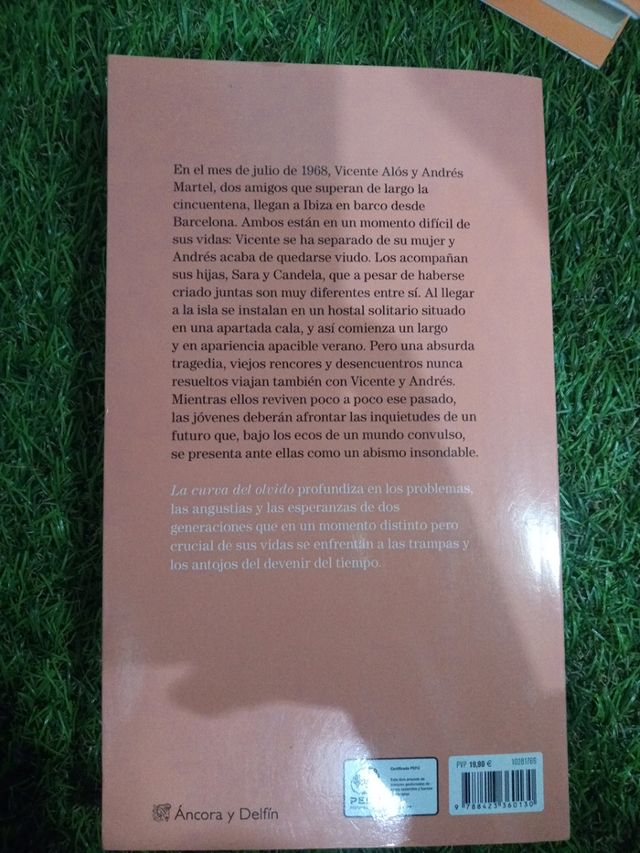 En el mes de julio de 1968, Vicente Alós y Andrés
Martel, dos amigos que superan de largo la
cincuentena, llegan a Ibiza en barco desde
Barcelona. Ambos están en un momento difícil de
sus vidas: Vicente se ha separado de su mujer y
Andrés acaba de quedarse viudo. Los acompañan
sus hijas, Sara y Candela, que a pesar de haberse
criado juntas son muy diferentes entre sí. Al llegar
a la isla se instalan en un hostal solitario situado
en una apartada cala, y así comienza un largo
y en apariencia apacible verano. Pero una absurda
tragedia, viejos rencores y desencuentros nunca
resueltos viajan también con Vicente y Andrés.
Mientras ellos reviven poco a poco ese pasado,
las jóvenes deberán afrontar las inquietudes de un
futuro que, bajo los ecos de un mundo convulso,
se presenta ante ellas como un abismo insondable.
La curva del olvido profundiza en los problemas,
las angustias y las esperanzas de dos
generaciones que en un momento distinto pero
crucial de sus vidas se enfrentan a las trampas y
los antojos del devenir del tiempo.
Áncora y Delfín
Certificado PEFC
PVP 19,90 € 10281766
9 788423 360130